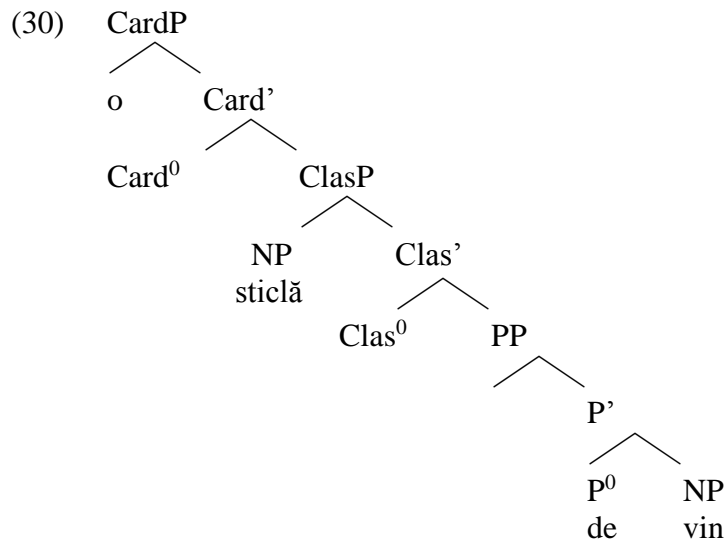 (30) CardP
o Card’
Card⁰ ClasP
NP Clas’
sticlă
Clas⁰ PP
P’
P⁰ NP
de vin